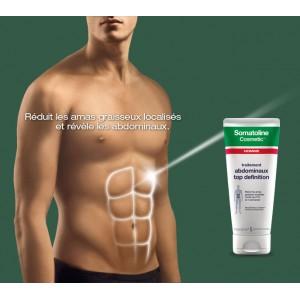 Réduit les amas graisseux localisés
et révèle les abdominaux.
Somatoline
Cosmetic
HOMME
traitement
abdominaux
top definition